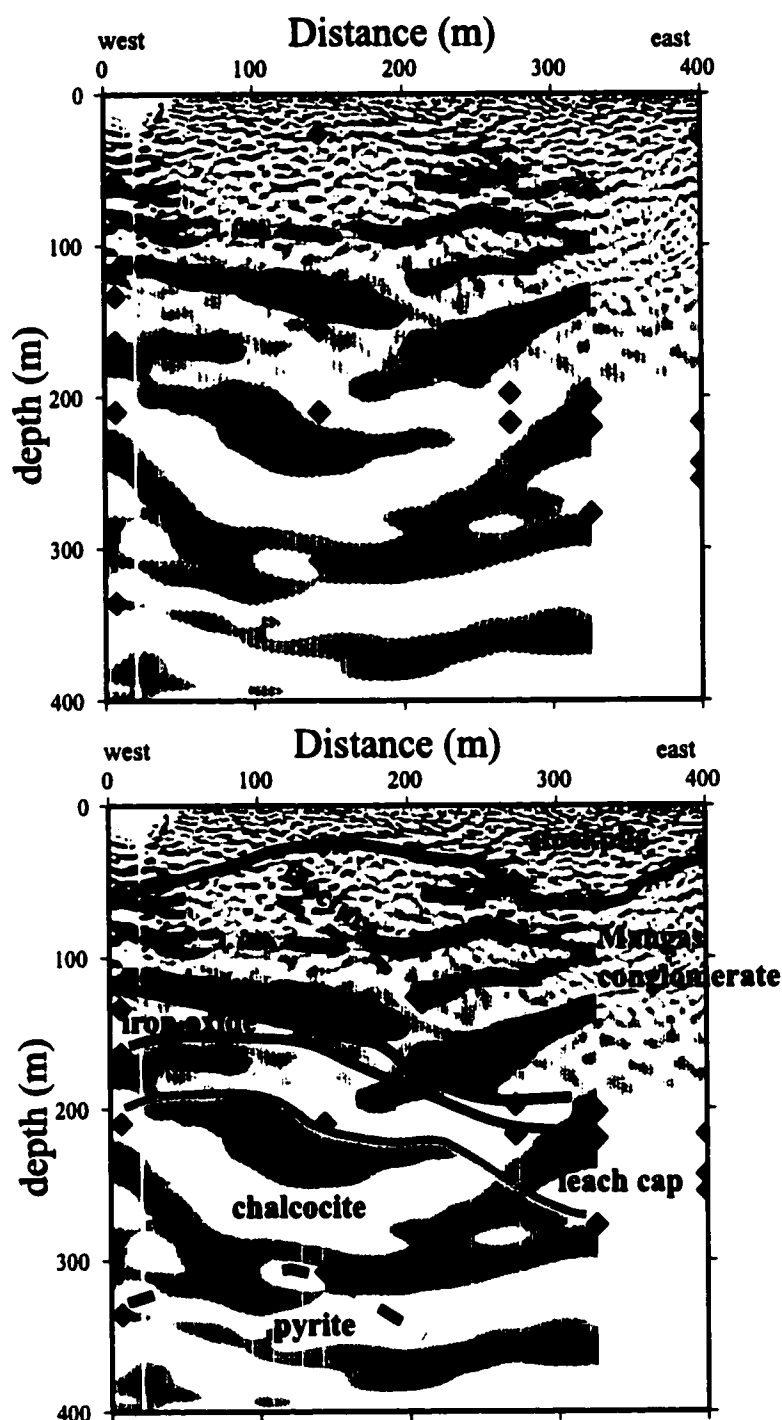 Distance (m)
west
east
0 100 200 300 400
0
100
200
300
400
depth (m)
Distance (m)
west
east
0 100 200 300 400
0
100
200
300
400
depth (m)
Mangas
conglomerate
iron oxide
leach cap
chalcocite
pyrite